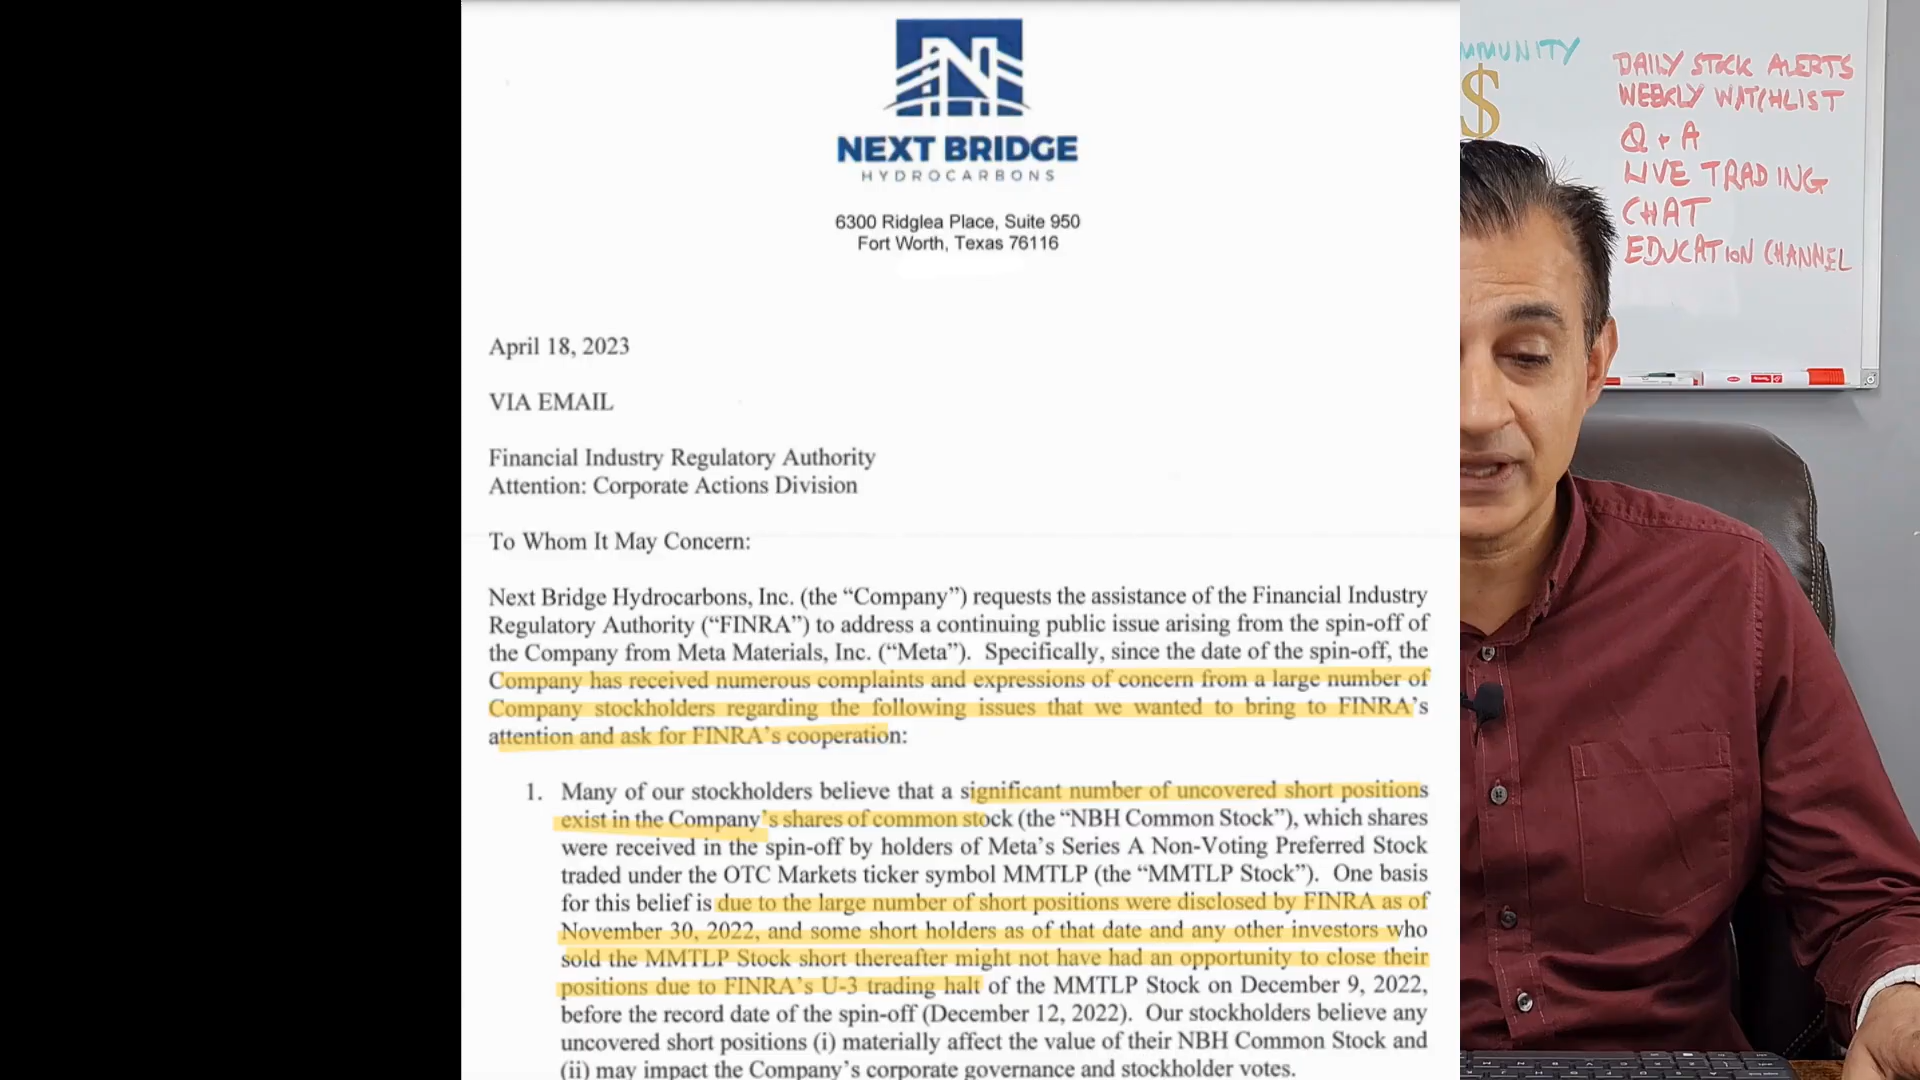 NEXT BRIDGE
HYDROCARBONS
6300 Ridglea Place, Suite 950
Fort Worth, Texas 76116
April 18, 2023
VIA EMAIL
Financial Industry Regulatory Authority
Attention: Corporate Actions Division
To Whom It May Concern:
Next Bridge Hydrocarbons, Inc. (the “Company”) requests the assistance of the Financial Industry
Regulatory Authority (“FINRA”) to address a continuing public issue arising from the spin-off of
the Company from Meta Materials, Inc. (“Meta”). Specifically, since the date of the spin-off, the
Company has received numerous complaints and expressions of concern from a large number of
Company stockholders regarding the following issues that we wanted to bring to FINRA’s
attention and ask for FINRA’s cooperation:
1. Many of our stockholders believe that a significant number of uncovered short positions
exist in the Company’s shares of common stock (the “NBH Common Stock”), which shares
were received in the spin-off by holders of Meta’s Series A Non-Voting Preferred Stock
traded under the OTC Markets ticker symbol MMTLP (the “MMTLP Stock”). One basis
for this belief is due to the large number of short positions were disclosed by FINRA as of
November 30, 2022, and some short holders as of that date and any other investors who
sold the MMTLP Stock short thereafter might not have had an opportunity to close their
positions due to FINRA’s U-3 trading halt of the MMTLP Stock on December 9, 2022,
before the record date of the spin-off (December 12, 2022). Our stockholders believe any
uncovered short positions (i) materially affect the value of their NBH Common Stock and
(ii) may impact the Company’s corporate governance and stockholder votes.
MMUNITY
$
DAILY STOCK ALERTS
WEEKLY WATCHLIST
Q + A
LIVE TRADING
CHAT
EDUCATION CHANNEL